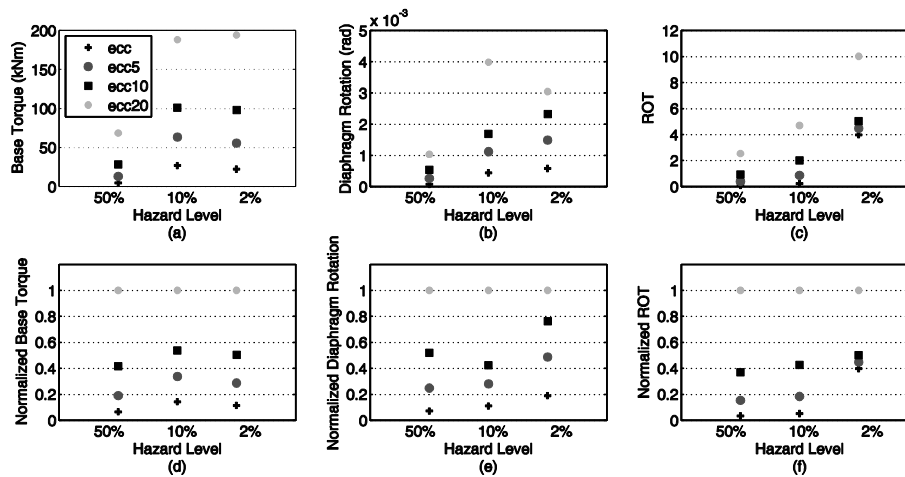 200
150
100
50
0
Base Torque (kNm)
ecc
ecc5
ecc10
ecc20
50% 10% 2%
Hazard Level
(a)
x 10⁻³
5
4
3
2
1
0
Diaphragm Rotation (rad)
50% 10% 2%
Hazard Level
(b)
12
10
8
6
4
2
0
ROT
50% 10% 2%
Hazard Level
(c)
1
0.8
0.6
0.4
0.2
0
Normalized Base Torque
50% 10% 2%
Hazard Level
(d)
1
0.8
0.6
0.4
0.2
0
Normalized Diaphragm Rotation
50% 10% 2%
Hazard Level
(e)
1
0.8
0.6
0.4
0.2
0
Normalized ROT
50% 10% 2%
Hazard Level
(f)